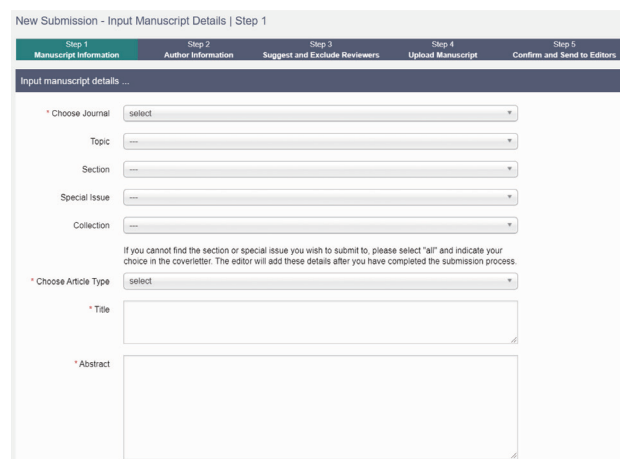 New Submission - Input Manuscript Details | Step 1
Step 1 Step 2 Step 3 Step 4 Step 5
Manuscript Information Author Information Suggest and Exclude Reviewers Upload Manuscript Confirm and Send to Editors
Input manuscript details ...
* Choose Journal select
Topic ---
Section ---
Special Issue ---
Collection ---
If you cannot find the section or special issue you wish to submit to, please select "all" and indicate your
choice in the coverletter. The editor will add these details after you have completed the submission process.
* Choose Article Type select
* Title
* Abstract